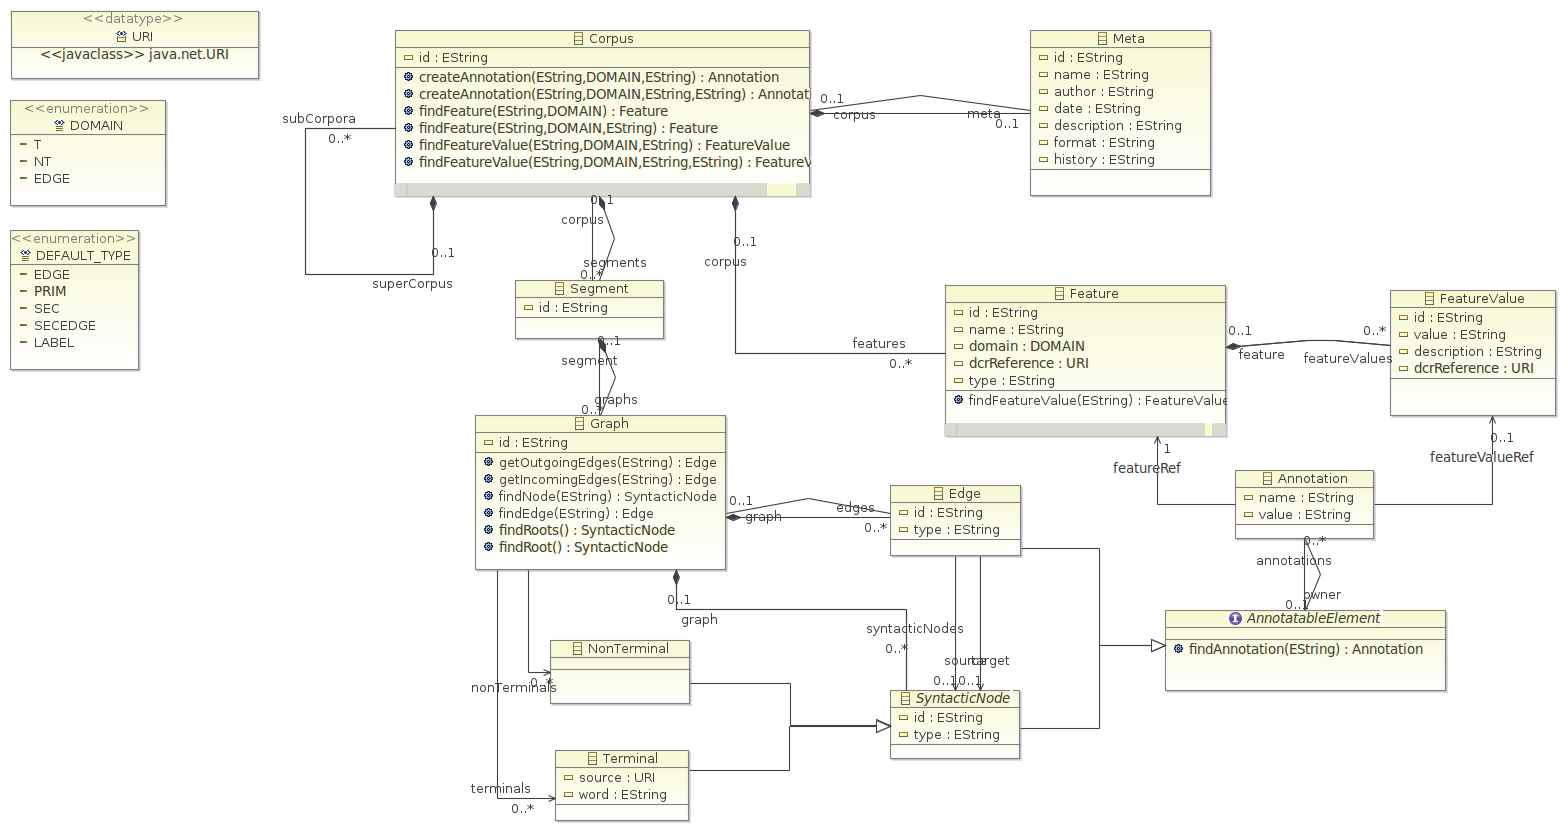 <<datatype>>
URI
<<javaclass>> java.net.URI
<<enumeration>>
DOMAIN
T
NT
EDGE
<<enumeration>>
DEFAULT_TYPE
EDGE
PRIM
SEC
SECEDGE
LABEL
Corpus
id : EString
createAnnotation(EString,DOMAIN,EString) : Annotation
createAnnotation(EString,DOMAIN,EString,EString) : Annotat
findFeature(EString,DOMAIN) : Feature
findFeature(EString,DOMAIN,EString) : Feature
findFeatureValue(EString,DOMAIN,EString) : FeatureValue
findFeatureValue(EString,DOMAIN,EString,EString) : FeatureV
subCorpora
0..*
0..1
superCorpus
0..1
corpus
meta
0..1
Meta
id : EString
name : EString
author : EString
date : EString
description : EString
format : EString
history : EString
0..1
corpus
segments
0..*
0..1
corpus
features
0..*
Segment
id : EString
0..1
segment
graphs
0..*
Feature
id : EString
name : EString
domain : DOMAIN
dcrReference : URI
type : EString
findFeatureValue(EString) : FeatureValue
0..1
feature
0..*
featureValues
FeatureValue
id : EString
value : EString
description : EString
dcrReference : URI
1
featureRef
0..1
featureValueRef
Graph
id : EString
getOutgoingEdges(EString) : Edge
getIncomingEdges(EString) : Edge
findNode(EString) : SyntacticNode
findEdge(EString) : Edge
findRoots() : SyntacticNode
findRoot() : SyntacticNode
0..1
graph
edges
0..*
Edge
id : EString
type : EString
Annotation
name : EString
value : EString
0..*
annotations
owner
0..1
AnnotatableElement
findAnnotation(EString) : Annotation
0..1
graph
syntacticNodes
0..*
source
target
0..1
0..1
NonTerminal
0..*
nonTerminals
SyntacticNode
id : EString
type : EString
Terminal
source : URI
word : EString
terminals
0..*